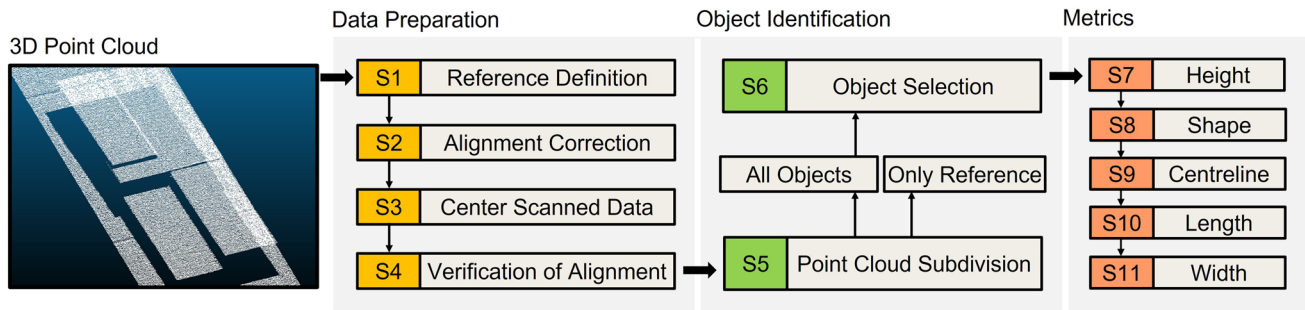 3D Point Cloud
Data Preparation
S1 Reference Definition
S2 Alignment Correction
S3 Center Scanned Data
S4 Verification of Alignment
Object Identification
S6 Object Selection
All Objects
Only Reference
S5 Point Cloud Subdivision
Metrics
S7 Height
S8 Shape
S9 Centreline
S10 Length
S11 Width